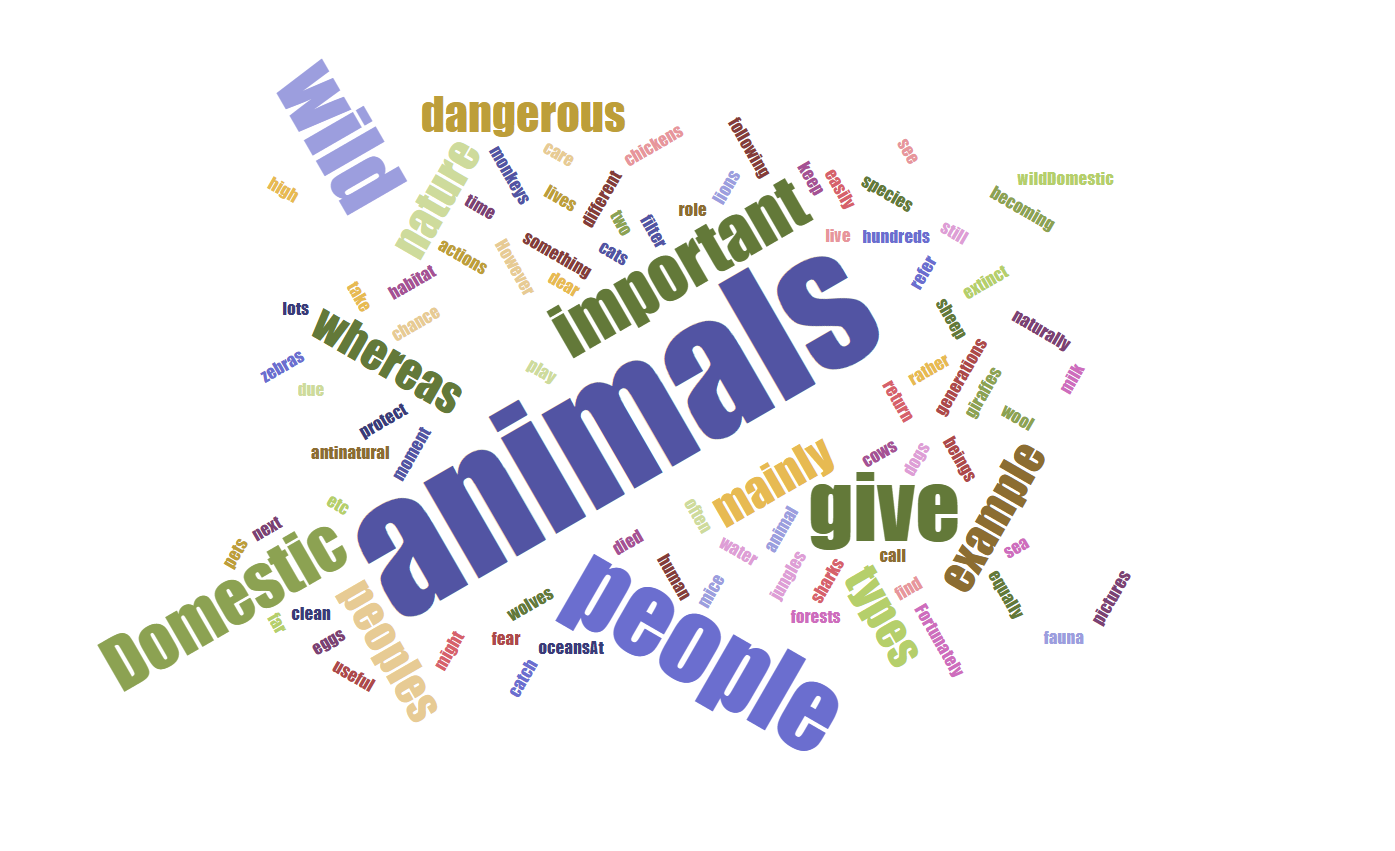 wild
dangerous
nature
monkeys
care
chickens
following
see
high
time
lives
different
two
filter
role
lions
keep
easily
species
wildDomestic
becoming
important
live
hundreds
still
actions
However
something
cats
dear
habitat
take
lots
whereas
chance
refer
extinct
sheep
naturally
zebras
due
play
animals
rather
generations
giraffes
milk
return
wool
protect
antinatural
moment
cows
dogs
beings
mainly
give
example
etc
often
water
animal
next
pets
Domestic
died
human
mice
jungles
sharks
call
types
find
sea
equally
pictures
peoples
clean
far
eggs
useful
might
wolves
fear
oceansAt
catch
people
forests
Fortunately
fauna